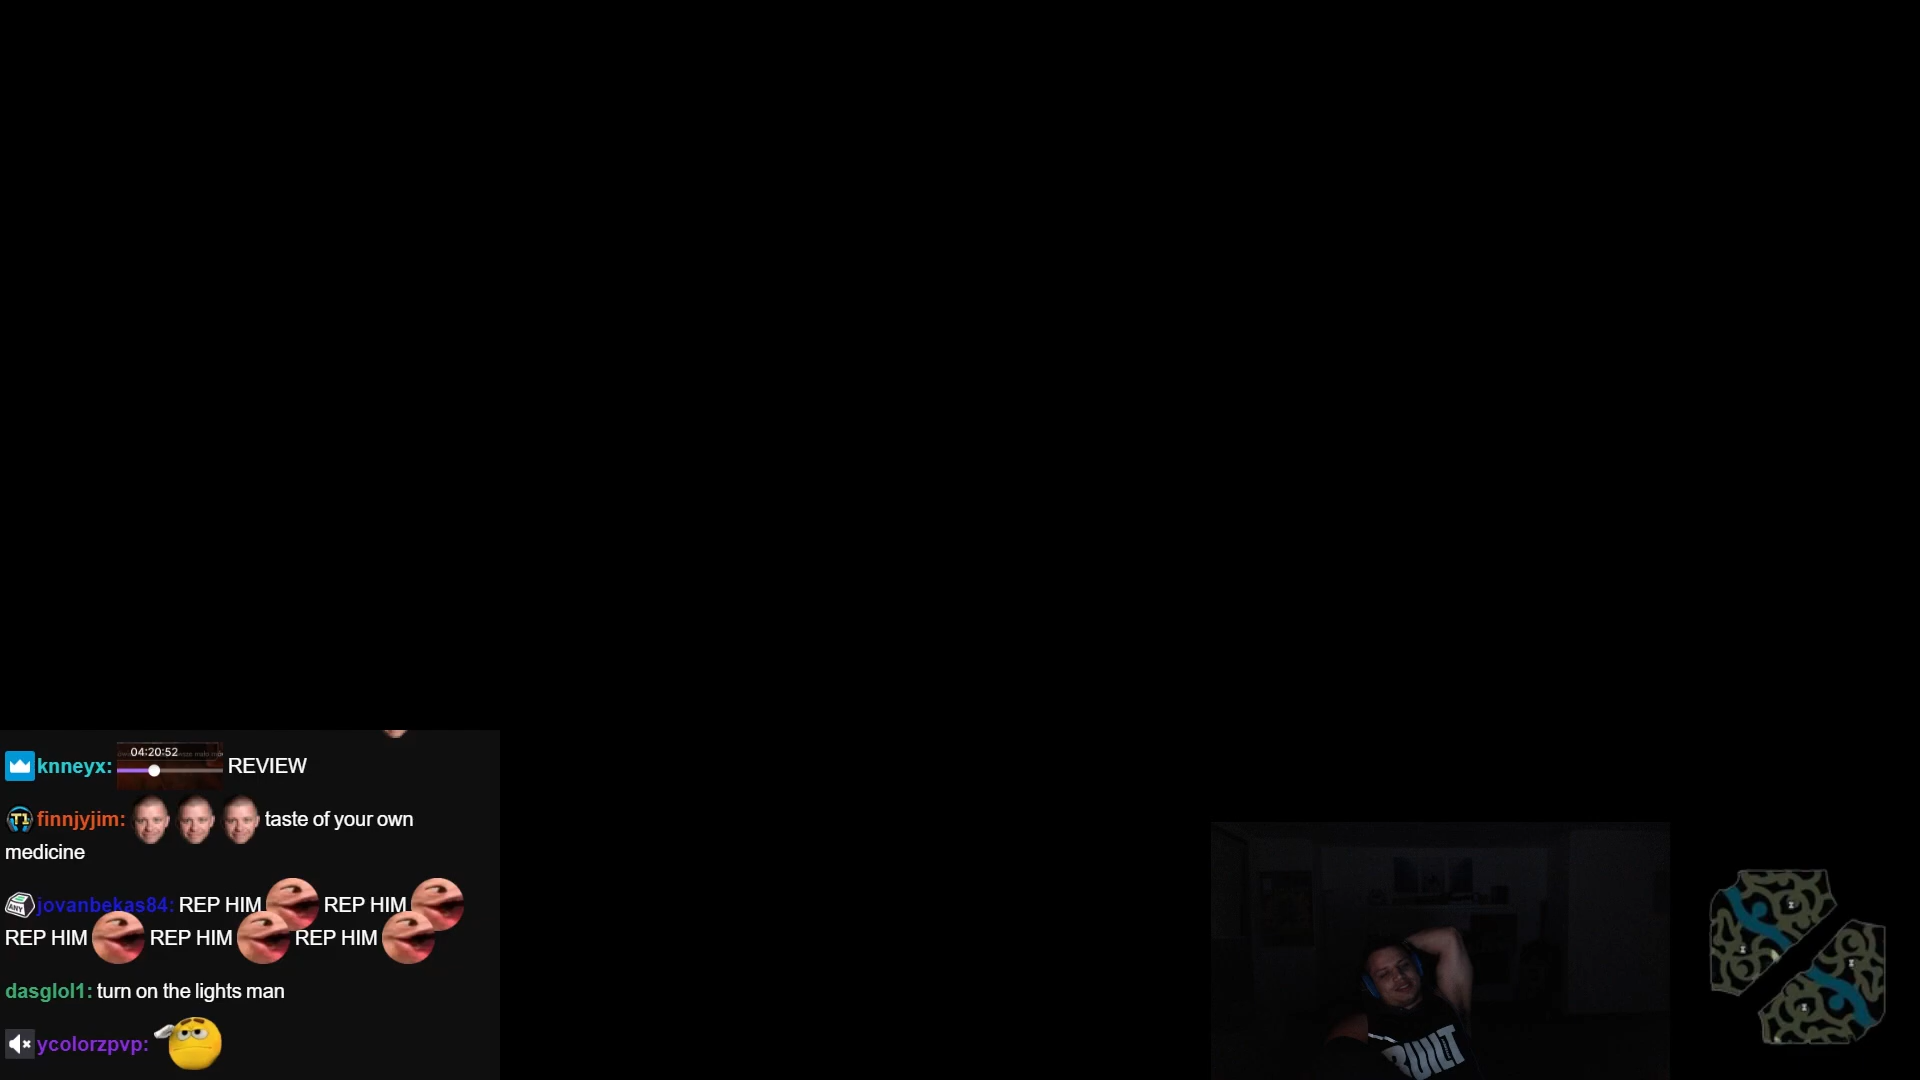 knneyx: 04:20:52 REVIEW
finnjyjim: taste of your own
medicine
jovanbekas84: REP HIM REP HIM
REP HIM REP HIM REP HIM
dasglol1: turn on the lights man
ycolorzpvp:
BUILT